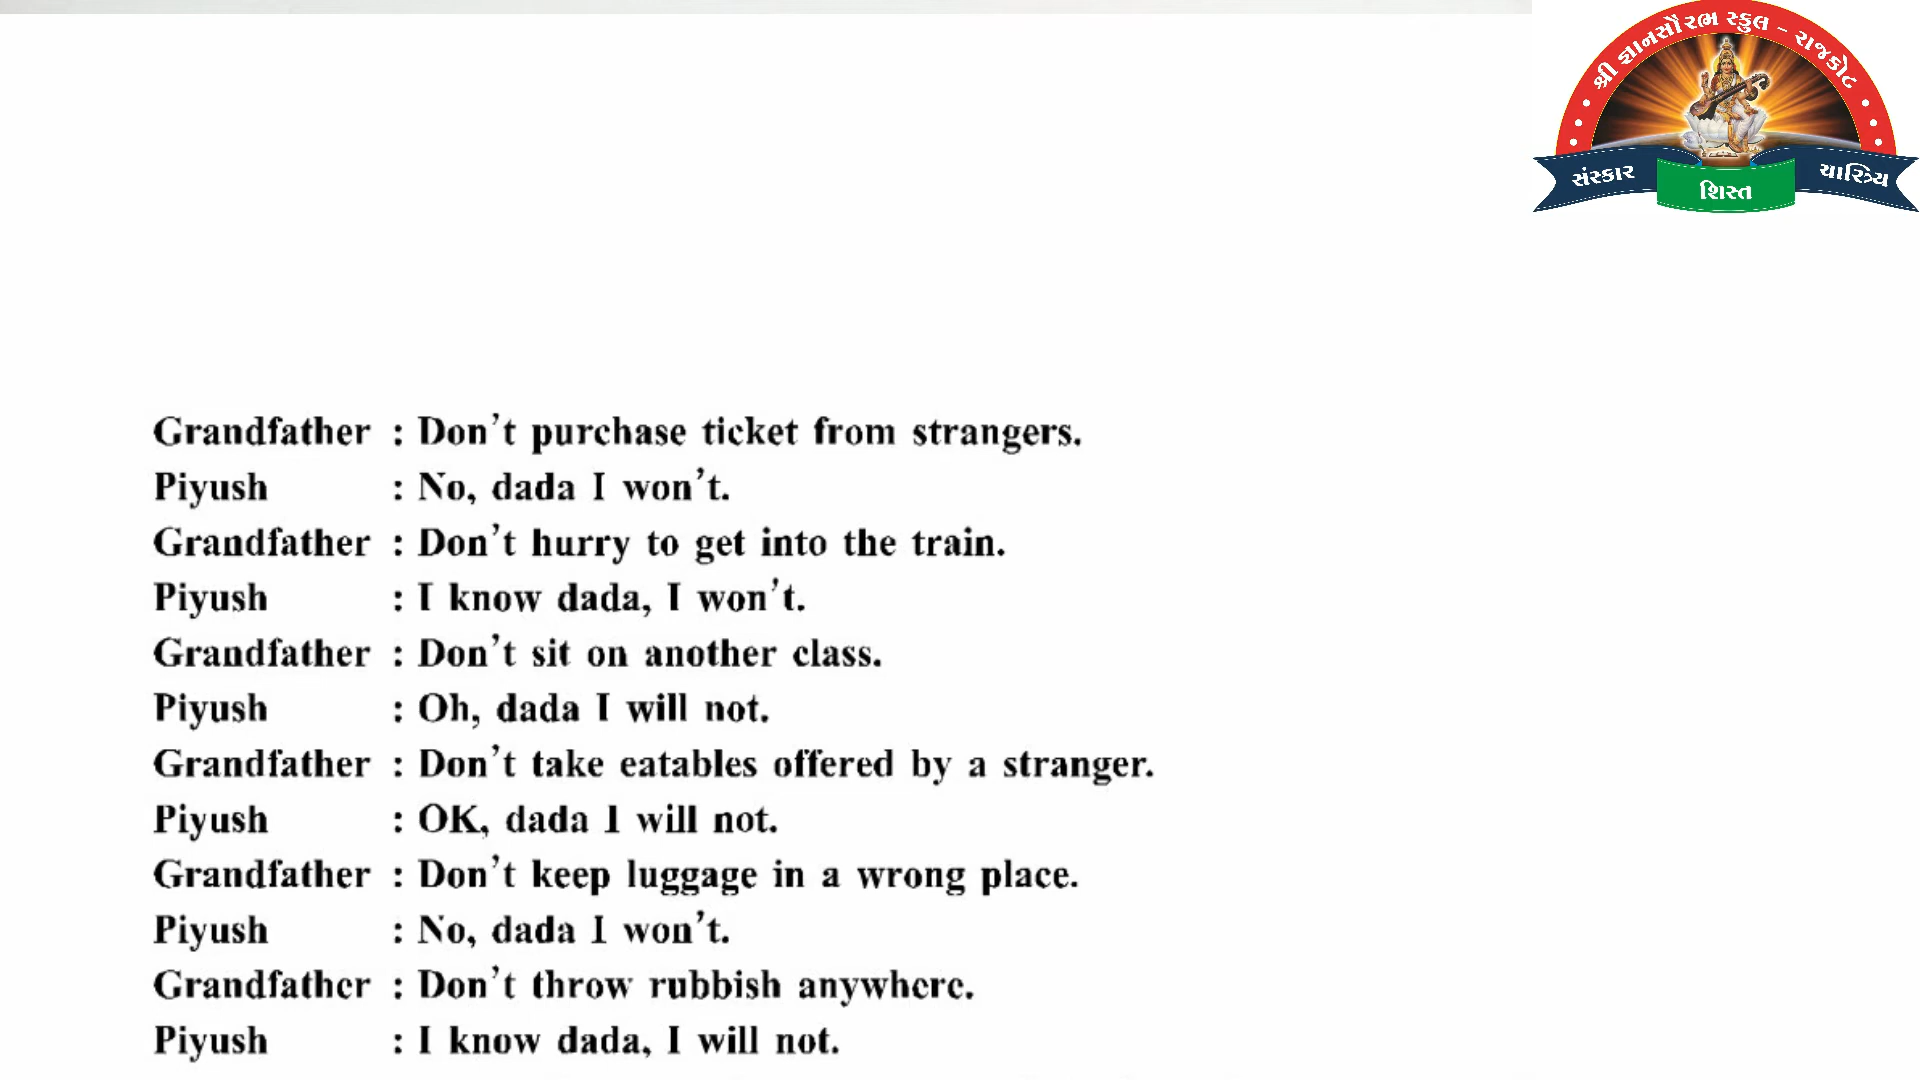 શ્રી જ્ઞાનસૌરભ સ્કુલ - રાજકોટ
સંસ્કાર
શિસ્ત
ચારિત્ર્ય
Grandfather : Don't purchase ticket from strangers.
Piyush : No, dada I won't.
Grandfather : Don't hurry to get into the train.
Piyush : I know dada, I won't.
Grandfather : Don't sit on another class.
Piyush : Oh, dada I will not.
Grandfather : Don't take eatables offered by a stranger.
Piyush : OK, dada I will not.
Grandfather : Don't keep luggage in a wrong place.
Piyush : No, dada I won't.
Grandfather : Don't throw rubbish anywhere.
Piyush : I know dada, I will not.